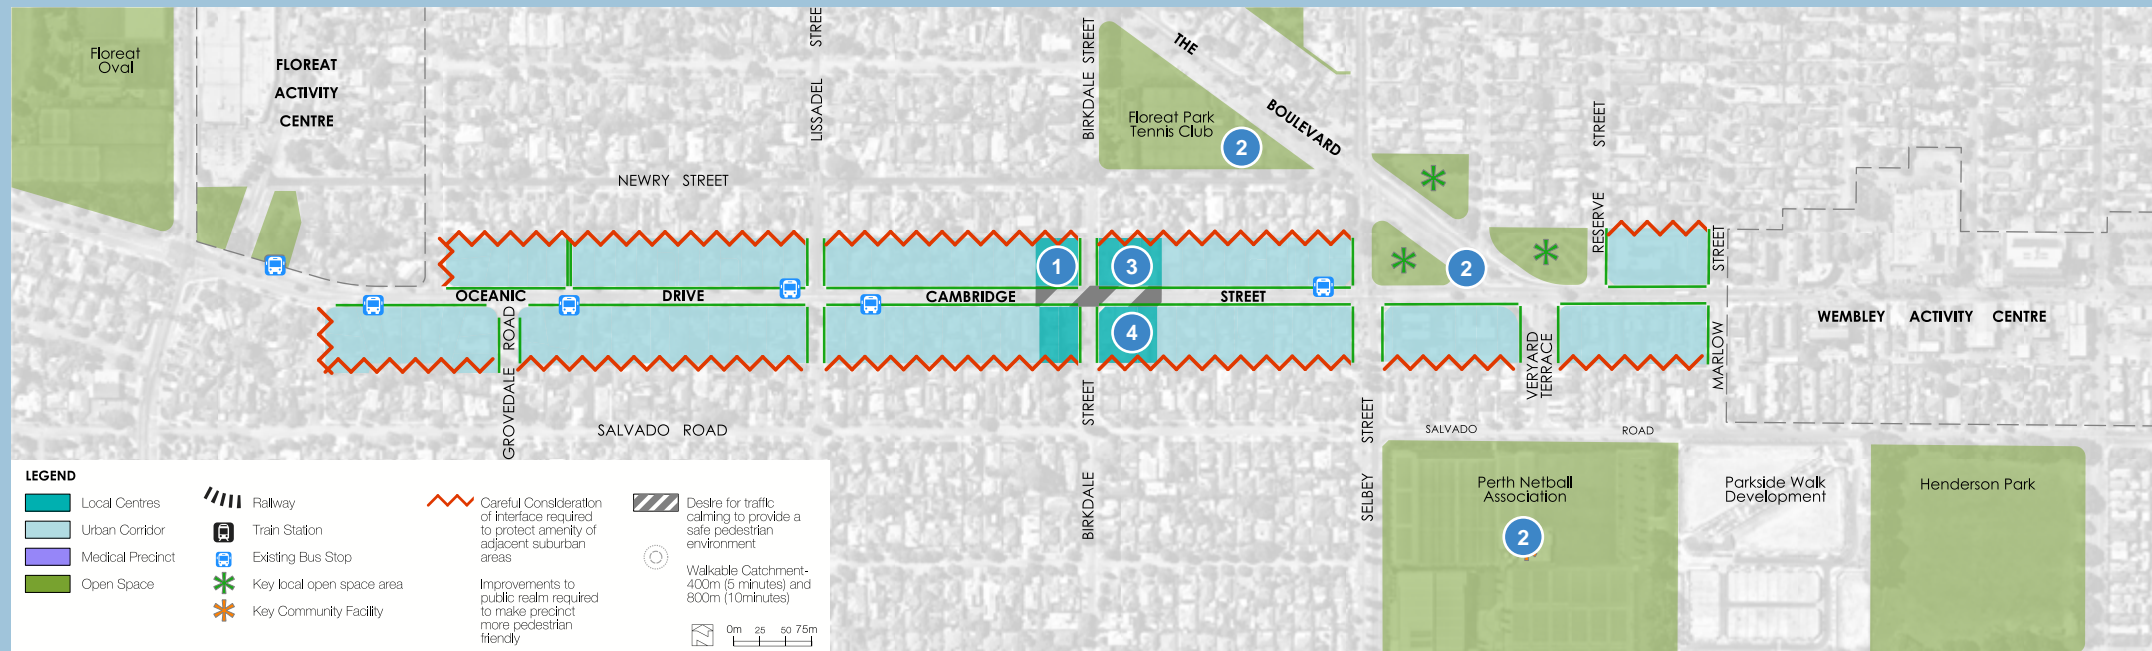 Floreat
Oval
FLOREAT
ACTIVITY
CENTRE
LISSADEL STREE
BIRKDALE STREET
THE BOULEVARD
Floreat Park
Tennis Club
2
NEWRY STREET
RESERVE STREET
1
3
2
OCEANIC DRIVE
CAMBRIDGE STREET
4
GROVEDALE ROAD
VERYARD
TERRACE
MARLOW STREET
WEMBLEY ACTIVITY CENTRE
SALVADO ROAD
BIRKDALE STREET
SELBEY STREET
SALVADO ROAD
Perth Netball
Association
2
Parkside Walk
Development
Henderson Park
LEGEND
Local Centres
Urban Corridor
Medical Precinct
Open Space
Railway
Train Station
Existing Bus Stop
Key local open space area
Key Community Facility
Careful Consideration
of interface required
to protect amenity of
adjacent suburban
areas
Improvements to
public realm required
to make precinct
more pedestrian
friendly
Desire for traffic
calming to provide a
safe pedestrian
environment
Walkable Catchment-
400m (5 minutes) and
800m (10minutes)
0m 25 50 75m